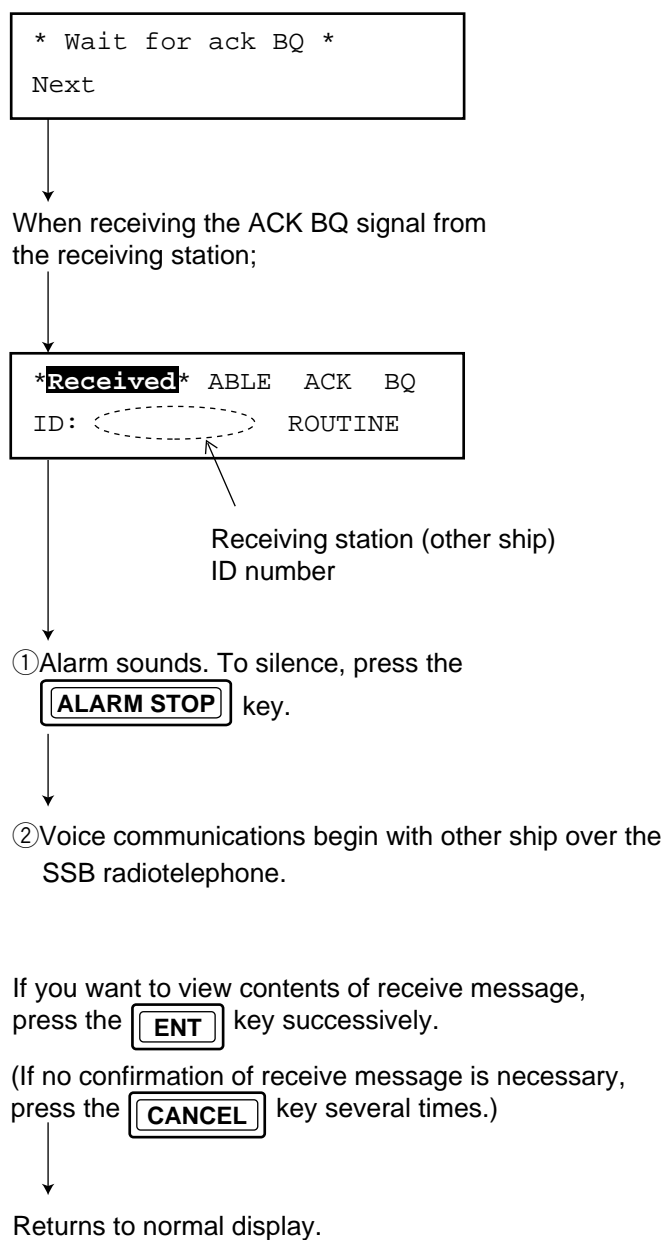 * Wait for ack BQ *
Next
When receiving the ACK BQ signal from
the receiving station;
*Received* ABLE ACK BQ
ID: ROUTINE
Receiving station (other ship)
ID number
①Alarm sounds. To silence, press the
ALARM STOP key.
②Voice communications begin with other ship over the
SSB radiotelephone.
If you want to view contents of receive message,
press the ENT key successively.
(If no confirmation of receive message is necessary,
press the CANCEL key several times.)
Returns to normal display.